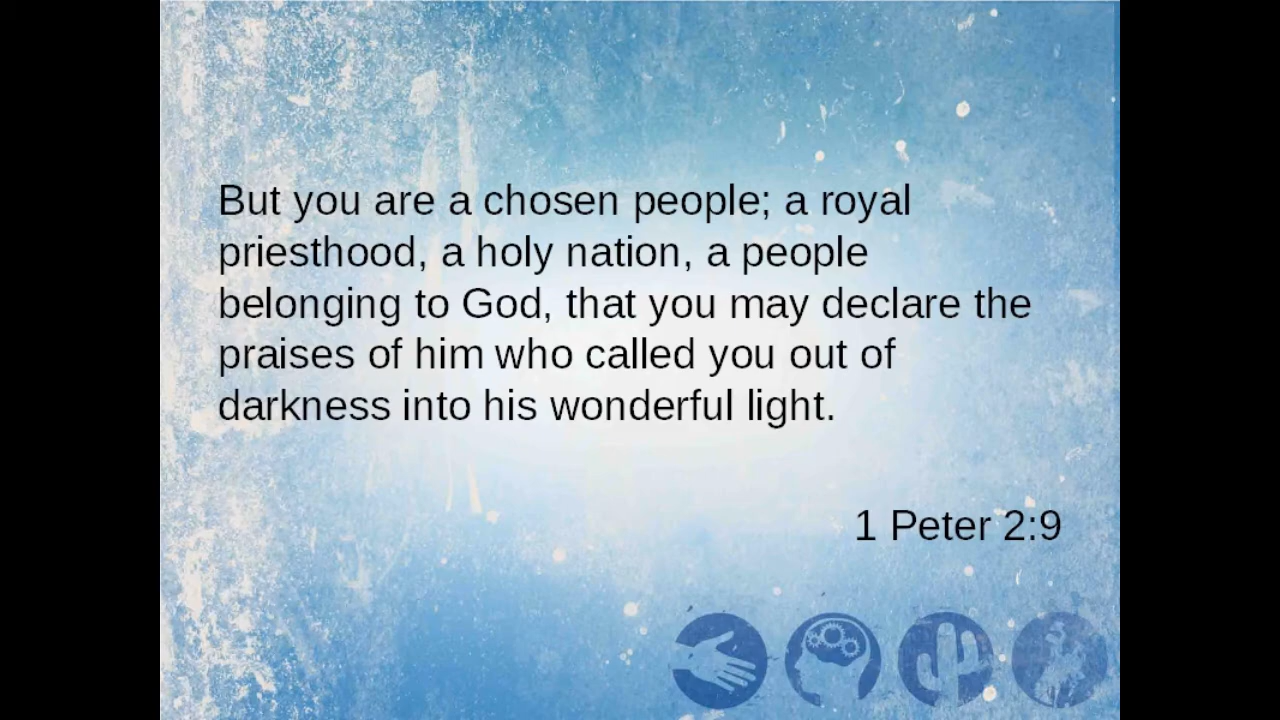 But you are a chosen people; a royal
priesthood, a holy nation, a people
belonging to God, that you may declare the
praises of him who called you out of
darkness into his wonderful light.
1 Peter 2:9